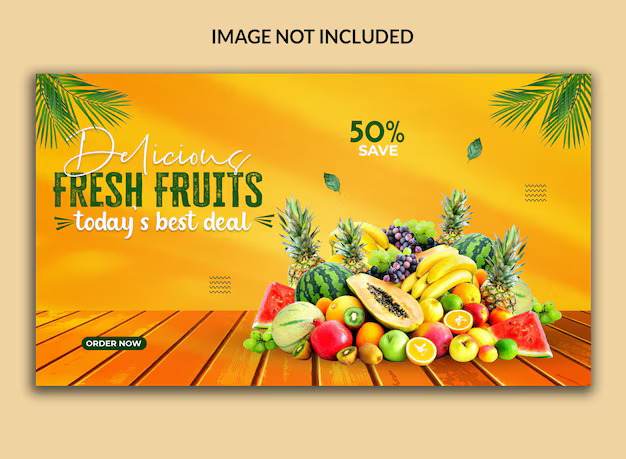 IMAGE NOT INCLUDED
Delicious
FRESH FRUITS
today's best deal
50%
SAVE
ORDER NOW